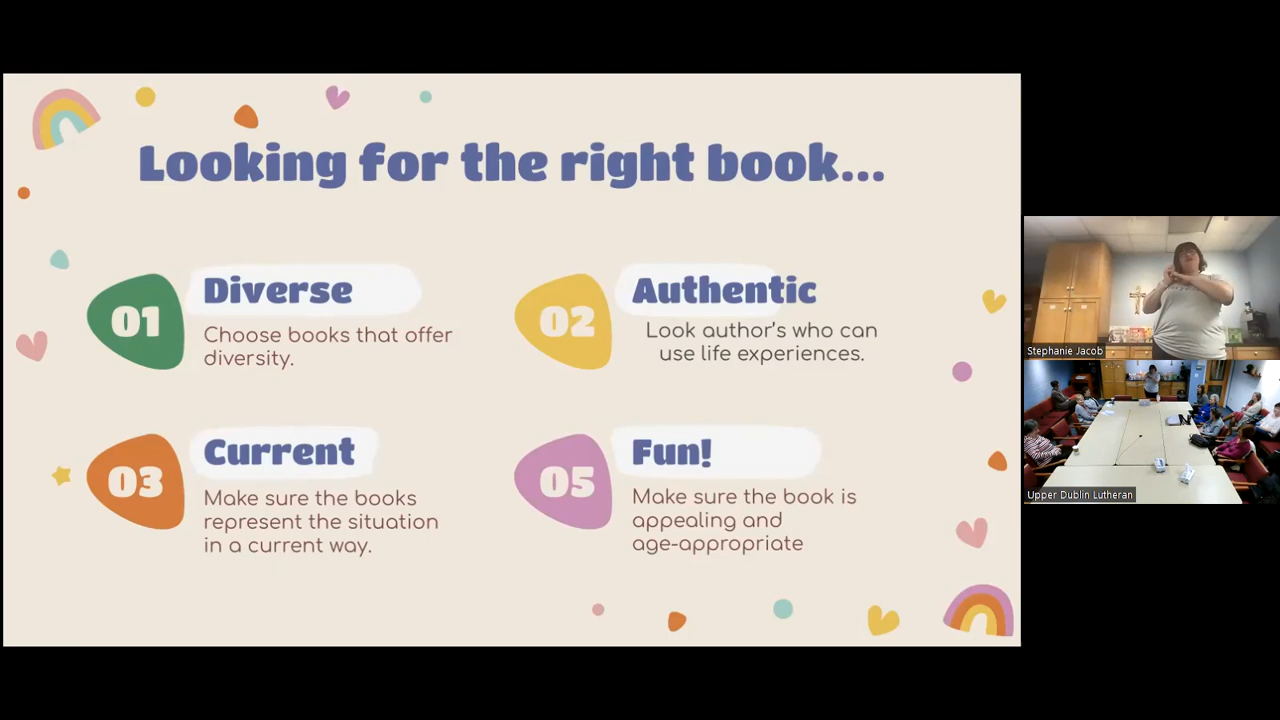 Looking for the right book...
01
Diverse
Choose books that offer
diversity.
02
Authentic
Look author's who can
use life experiences.
03
Current
Make sure the books
represent the situation
in a current way.
05
Fun!
Make sure the book is
appealing and
age-appropriate
Stephanie Jacob
Upper Dublin Lutheran